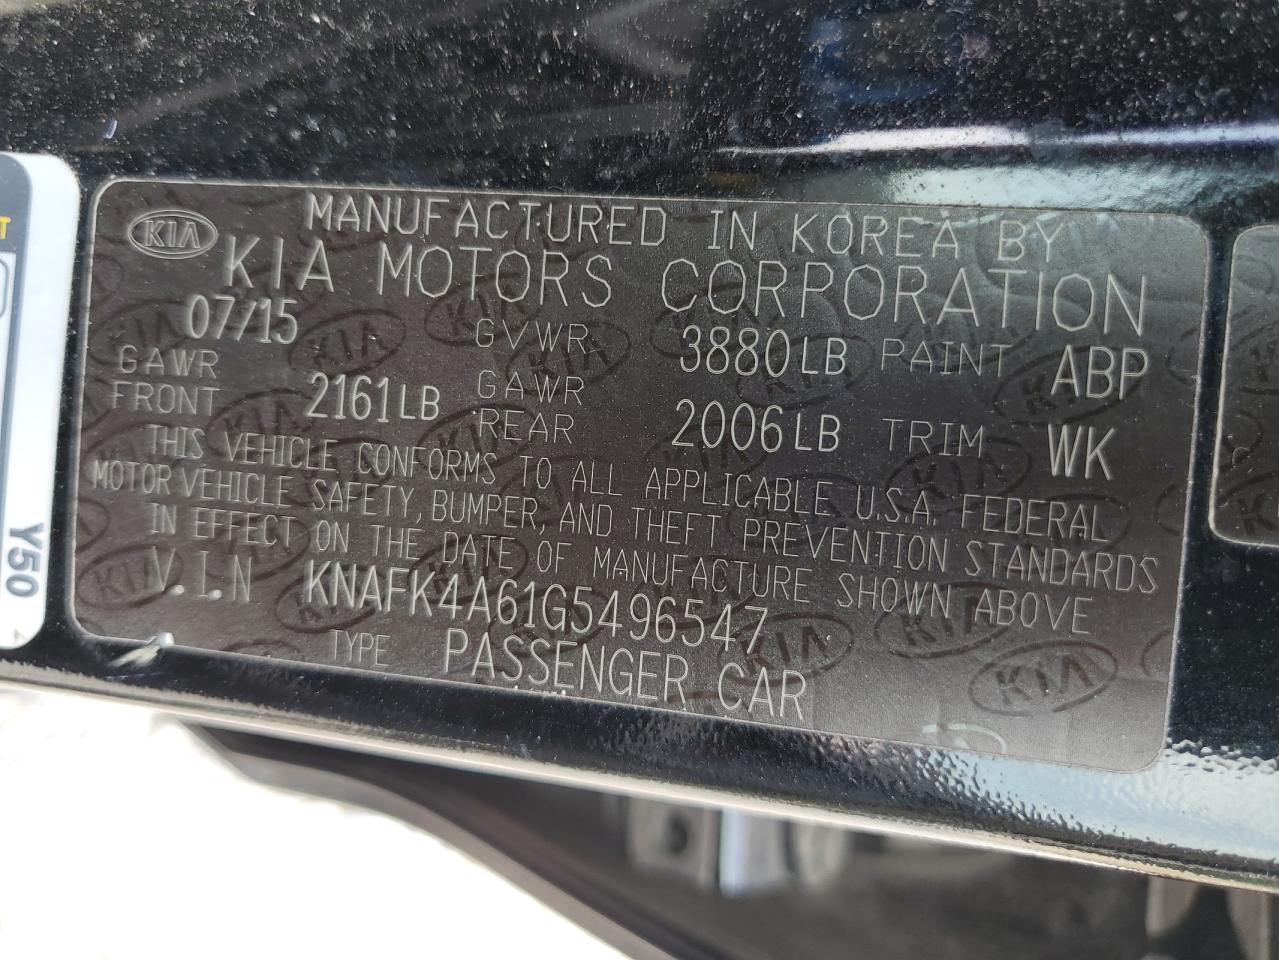 MANUFACTURED IN KOREA BY
KIA KIA MOTORS CORPORATION
07/15 GVWR 3880LB PAINT ABP
GAWR FRONT 2161LB GAWR REAR 2006LB TRIM WK
THIS VEHICLE CONFORMS TO ALL APPLICABLE U.S.A. FEDERAL
MOTOR VEHICLE SAFETY, BUMPER, AND THEFT PREVENTION STANDARDS
IN EFFECT ON THE DATE OF MANUFACTURE SHOWN ABOVE
V.I.N KNAFK4A61G5496547
TYPE PASSENGER CAR
Y50